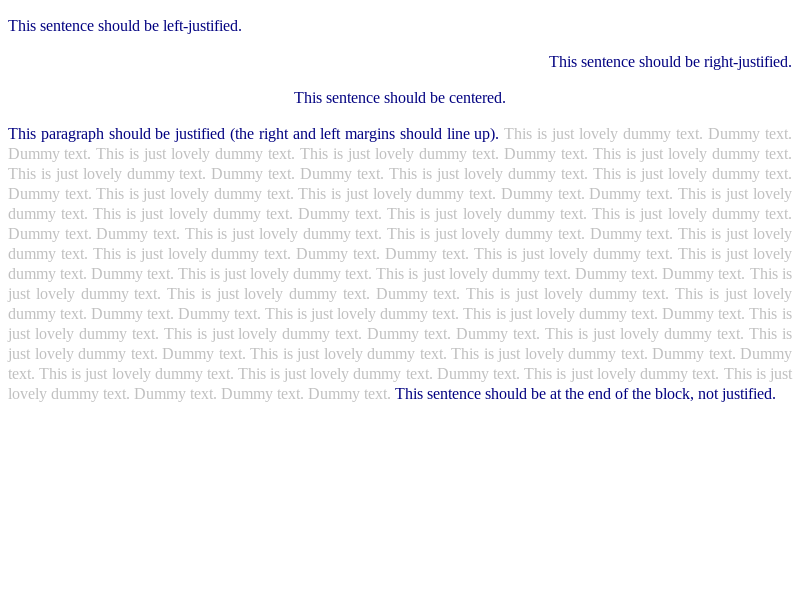 This sentence should be left-justified.
This sentence should be right-justified.
This sentence should be centered.
This paragraph should be justified (the right and left margins should line up). This is just lovely dummy text. Dummy text.
Dummy text. This is just lovely dummy text. This is just lovely dummy text. Dummy text. This is just lovely dummy text.
This is just lovely dummy text. Dummy text. Dummy text. This is just lovely dummy text. This is just lovely dummy text.
Dummy text. This is just lovely dummy text. This is just lovely dummy text. Dummy text. Dummy text. This is just lovely
dummy text. This is just lovely dummy text. Dummy text. This is just lovely dummy text. This is just lovely dummy text.
Dummy text. Dummy text. This is just lovely dummy text. This is just lovely dummy text. Dummy text. This is just lovely
dummy text. This is just lovely dummy text. Dummy text. Dummy text. This is just lovely dummy text. This is just lovely
dummy text. Dummy text. This is just lovely dummy text. This is just lovely dummy text. Dummy text. Dummy text. This is
just lovely dummy text. This is just lovely dummy text. Dummy text. This is just lovely dummy text. This is just lovely
dummy text. Dummy text. Dummy text. This is just lovely dummy text. This is just lovely dummy text. Dummy text. This is
just lovely dummy text. This is just lovely dummy text. Dummy text. Dummy text. This is just lovely dummy text. This is
just lovely dummy text. Dummy text. This is just lovely dummy text. This is just lovely dummy text. Dummy text. Dummy
text. This is just lovely dummy text. This is just lovely dummy text. Dummy text. This is just lovely dummy text. This is just
lovely dummy text. Dummy text. Dummy text. Dummy text. This sentence should be at the end of the block, not justified.